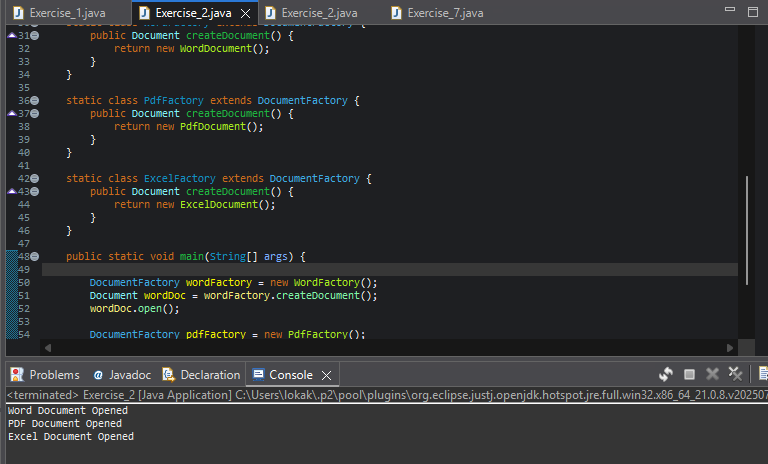 Exercise_1.java Exercise_2.java Exercise_2.java Exercise_7.java
31 public Document createDocument() {
32 return new WordDocument();
33 }
34 }
35
36 static class PdfFactory extends DocumentFactory {
37 public Document createDocument() {
38 return new PdfDocument();
39 }
40 }
41
42 static class ExcelFactory extends DocumentFactory {
43 public Document createDocument() {
44 return new ExcelDocument();
45 }
46 }
47
48 public static void main(String[] args) {
49
50 DocumentFactory wordFactory = new WordFactory();
51 Document wordDoc = wordFactory.createDocument();
52 wordDoc.open();
53
54 DocumentFactory pdfFactory = new PdfFactory();
Problems @ Javadoc Declaration Console
<terminated> Exercise_2 [Java Application] C:\Users\lokak\.p2\pool\plugins\org.eclipse.justj.openjdk.hotspot.jre.full.win32.x86_64_21.0.8.v202507
Word Document Opened
PDF Document Opened
Excel Document Opened